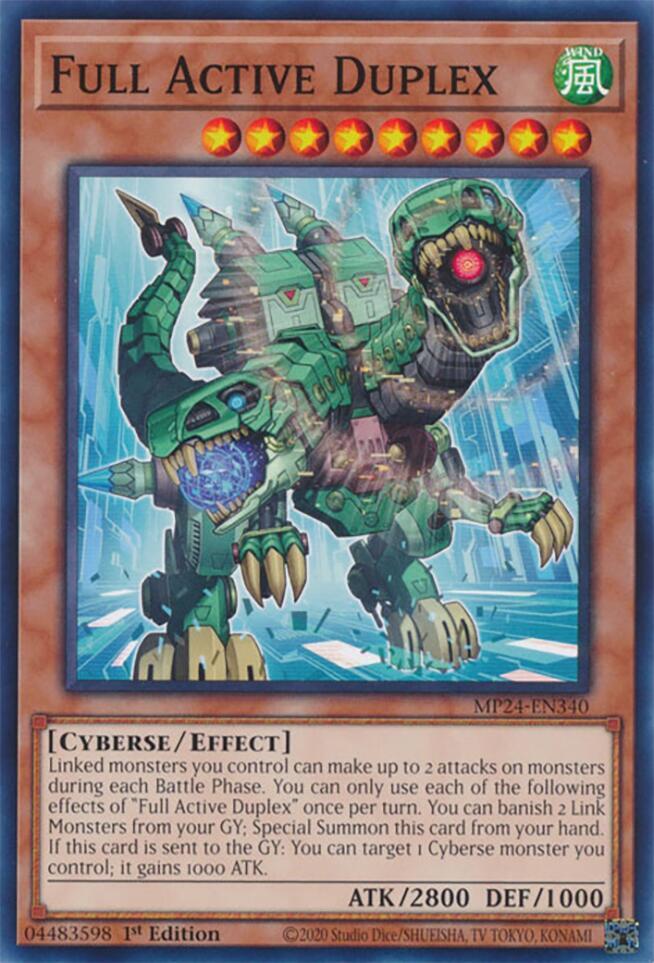 Full Active Duplex
WIND
風
MP24-EN340
[Cyberse/Effect]
Linked monsters you control can make up to 2 attacks on monsters
during each Battle Phase. You can only use each of the following
effects of "Full Active Duplex" once per turn. You can banish 2 Link
Monsters from your GY; Special Summon this card from your hand.
If this card is sent to the GY: You can target 1 Cyberse monster you
control; it gains 1000 ATK.
ATK/2800 DEF/1000
04483598 1st Edition ©2020 Studio Dice/SHUEISHA, TV TOKYO, KONAMI